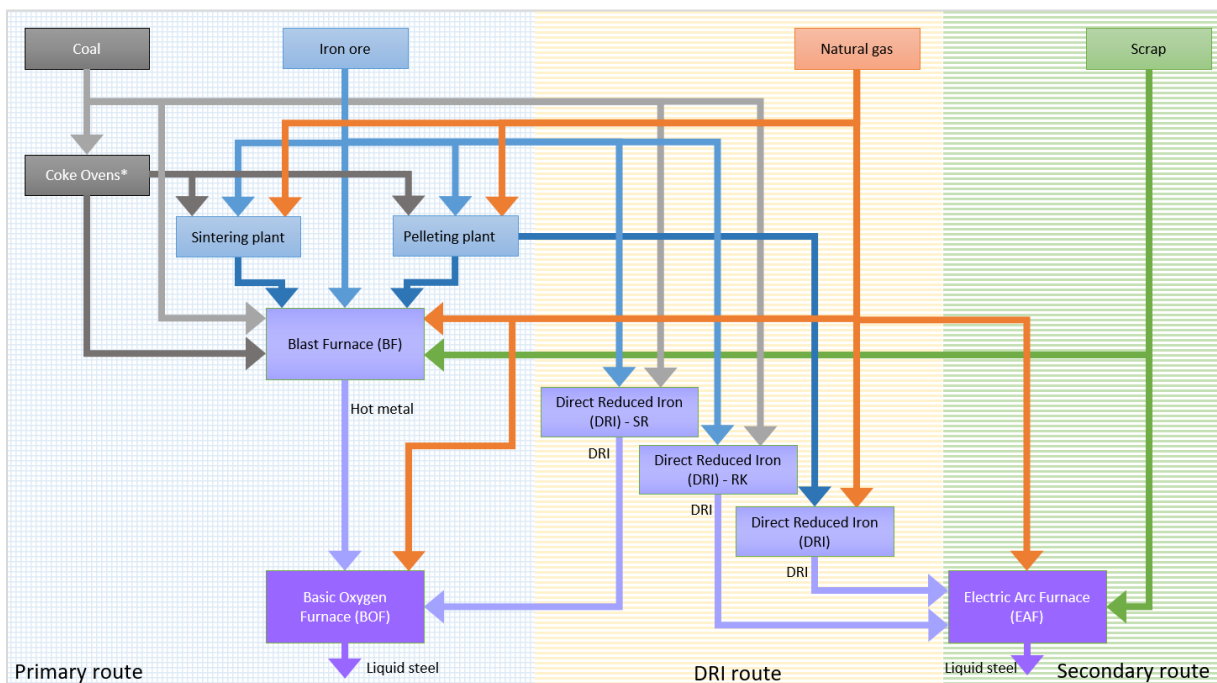 Coal
Iron ore
Natural gas
Scrap
Coke Ovens*
Sintering plant
Pelleting plant
Blast Furnace (BF)
Hot metal
Direct Reduced Iron
(DRI) - SR
DRI
Direct Reduced Iron
(DRI) - RK
DRI
Direct Reduced Iron
(DRI)
DRI
Basic Oxygen
Furnace (BOF)
Electric Arc Furnace
(EAF)
Liquid steel
Liquid steel
Primary route
DRI route
Secondary route